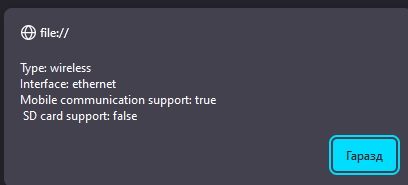 file://
Type: wireless
Interface: ethernet
Mobile communication support: true
SD card support: false
Гаразд